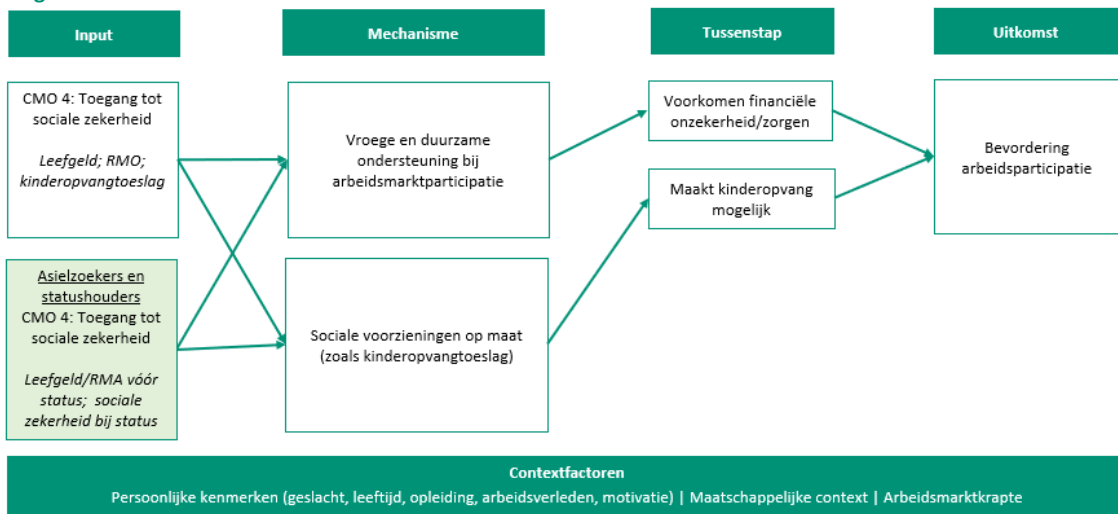 Input
Mechanisme
Tussenstap
Uitkomst
CMO 4: Toegang tot
sociale zekerheid
Leefgeld; RMO;
kinderopvangtoeslag
Vroege en duurzame
ondersteuning bij
arbeidsmarktparticipatie
Voorkomen financiële
onzekerheid/zorgen
Maakt kinderopvang
mogelijk
Bevordering
arbeidsparticipatie
Asielzoekers en
statushouders
CMO 4: Toegang tot
sociale zekerheid
Leefgeld/RMA vóór
status; sociale
zekerheid bij status
Sociale voorzieningen op maat
(zoals kinderopvangtoeslag)
Contextfactoren
Persoonlijke kenmerken (geslacht, leeftijd, opleiding, arbeidsverleden, motivatie) | Maatschappelijke context | Arbeidsmarktkrapte